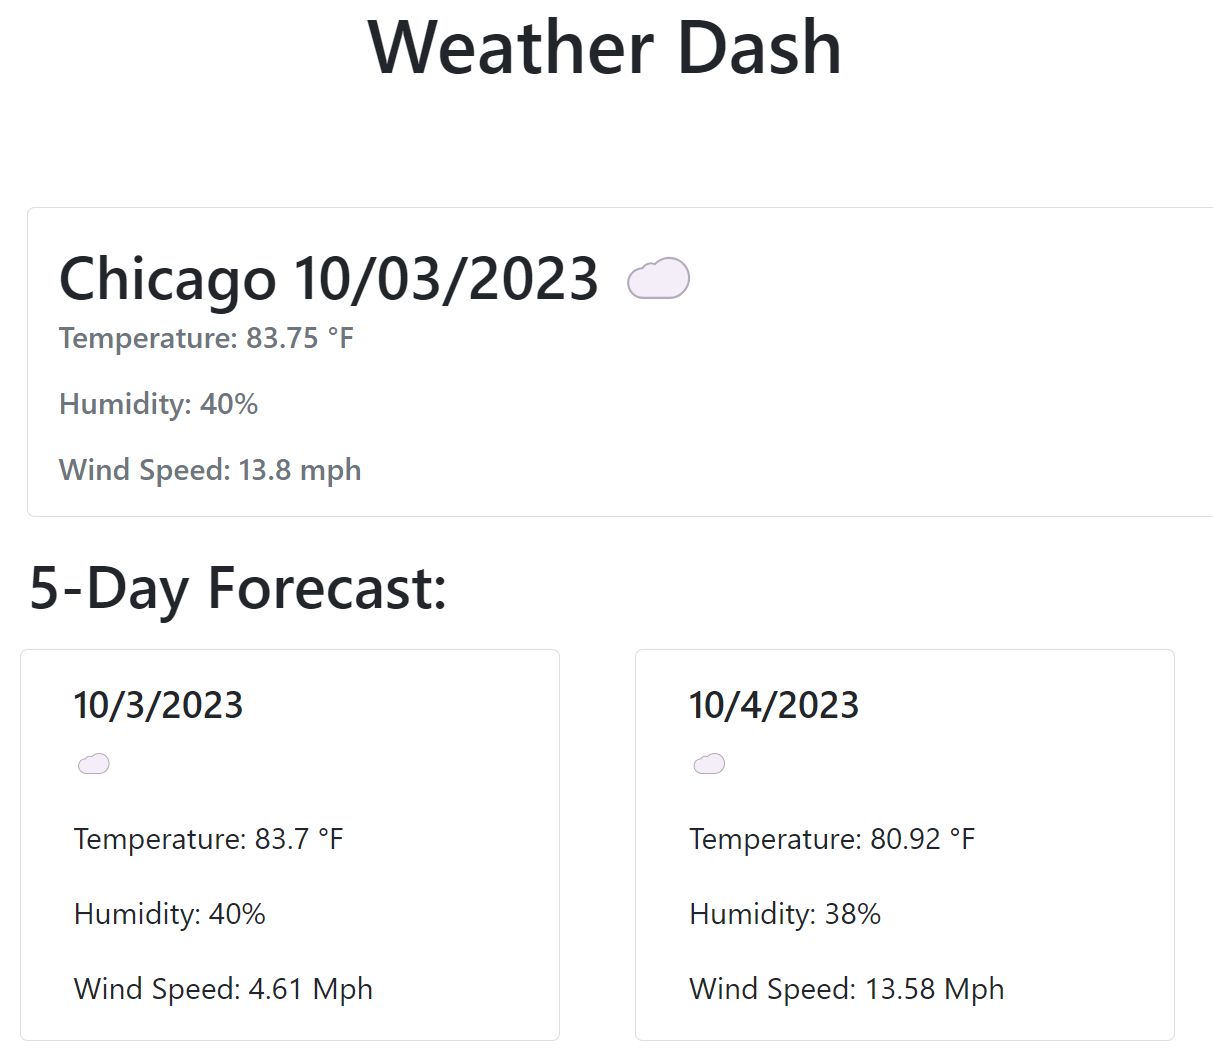 Weather Dash
Chicago 10/03/2023
Temperature: 83.75 °F
Humidity: 40%
Wind Speed: 13.8 mph
5-Day Forecast:
10/3/2023
Temperature: 83.7 °F
Humidity: 40%
Wind Speed: 4.61 Mph
10/4/2023
Temperature: 80.92 °F
Humidity: 38%
Wind Speed: 13.58 Mph